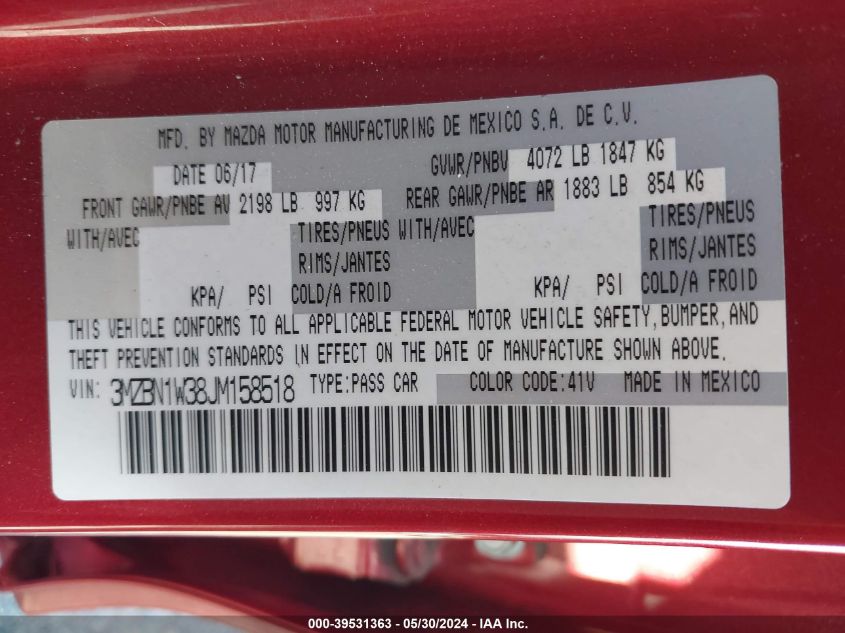 MFD. BY MAZDA MOTOR MANUFACTURING DE MEXICO S.A. DE C.V.
DATE 06/17 GVWR/PNBV 4072 LB 1847 KG
FRONT GAWR/PNBE AV 2198 LB 997 KG REAR GAWR/PNBE AR 1883 LB 854 KG
WITH/AVEC TIRES/PNEUS WITH/AVEC TIRES/PNEUS
RIMS/JANTES RIMS/JANTES
KPA/ PSI COLD/A FROID KPA/ PSI COLD/A FROID
THIS VEHICLE CONFORMS TO ALL APPLICABLE FEDERAL MOTOR VEHICLE SAFETY, BUMPER, AND
THEFT PREVENTION STANDARDS IN EFFECT ON THE DATE OF MANUFACTURE SHOWN ABOVE.
VIN: 3MZBN1W38JM158518 TYPE:PASS CAR COLOR CODE:41V MADE IN MEXICO
000-39531363 - 05/30/2024 - IAA Inc.